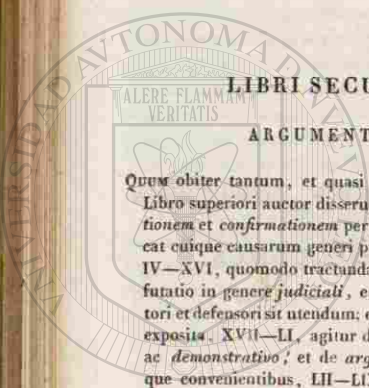 LIBRI SECU
ARGUMENT
QUUM obiter tantum, et quasi
Libro superiori auctor disseru
tionem et confirmationem per
cat cuique causarum generi p
IV—XVI, quomodo tractanda
futatio in genere judiciali, e
tori et defensori sit utendum; e
exposita, XVII—LI, agitur d
ac demonstrativo, et de arg
que convenientibus, LII—LI
ALERE FLAMMAM
VERITATIS